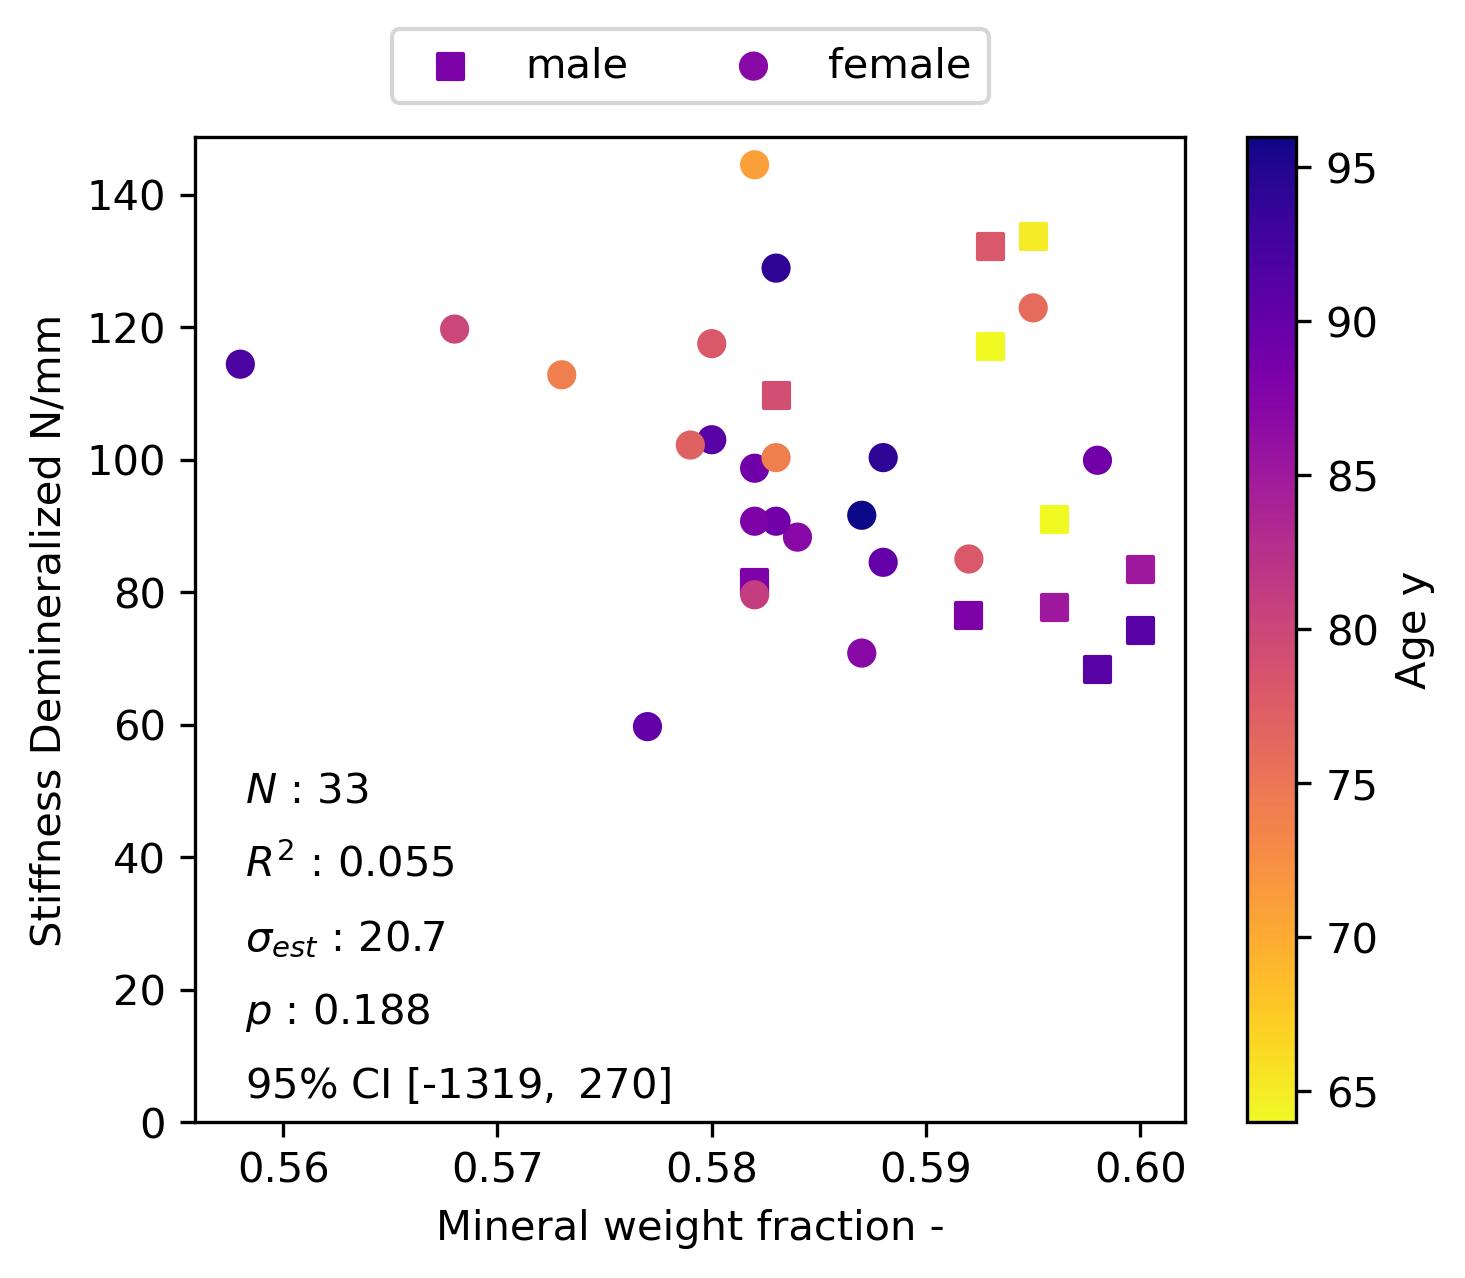 male female
140
120
100
80
60
40
20
0
Stiffness Demineralized N/mm
N : 33
R² : 0.055
σest : 20.7
p : 0.188
95% CI [-1319, 270]
0.56 0.57 0.58 0.59 0.60
Mineral weight fraction -
95
90
85
80
75
70
65
Age y